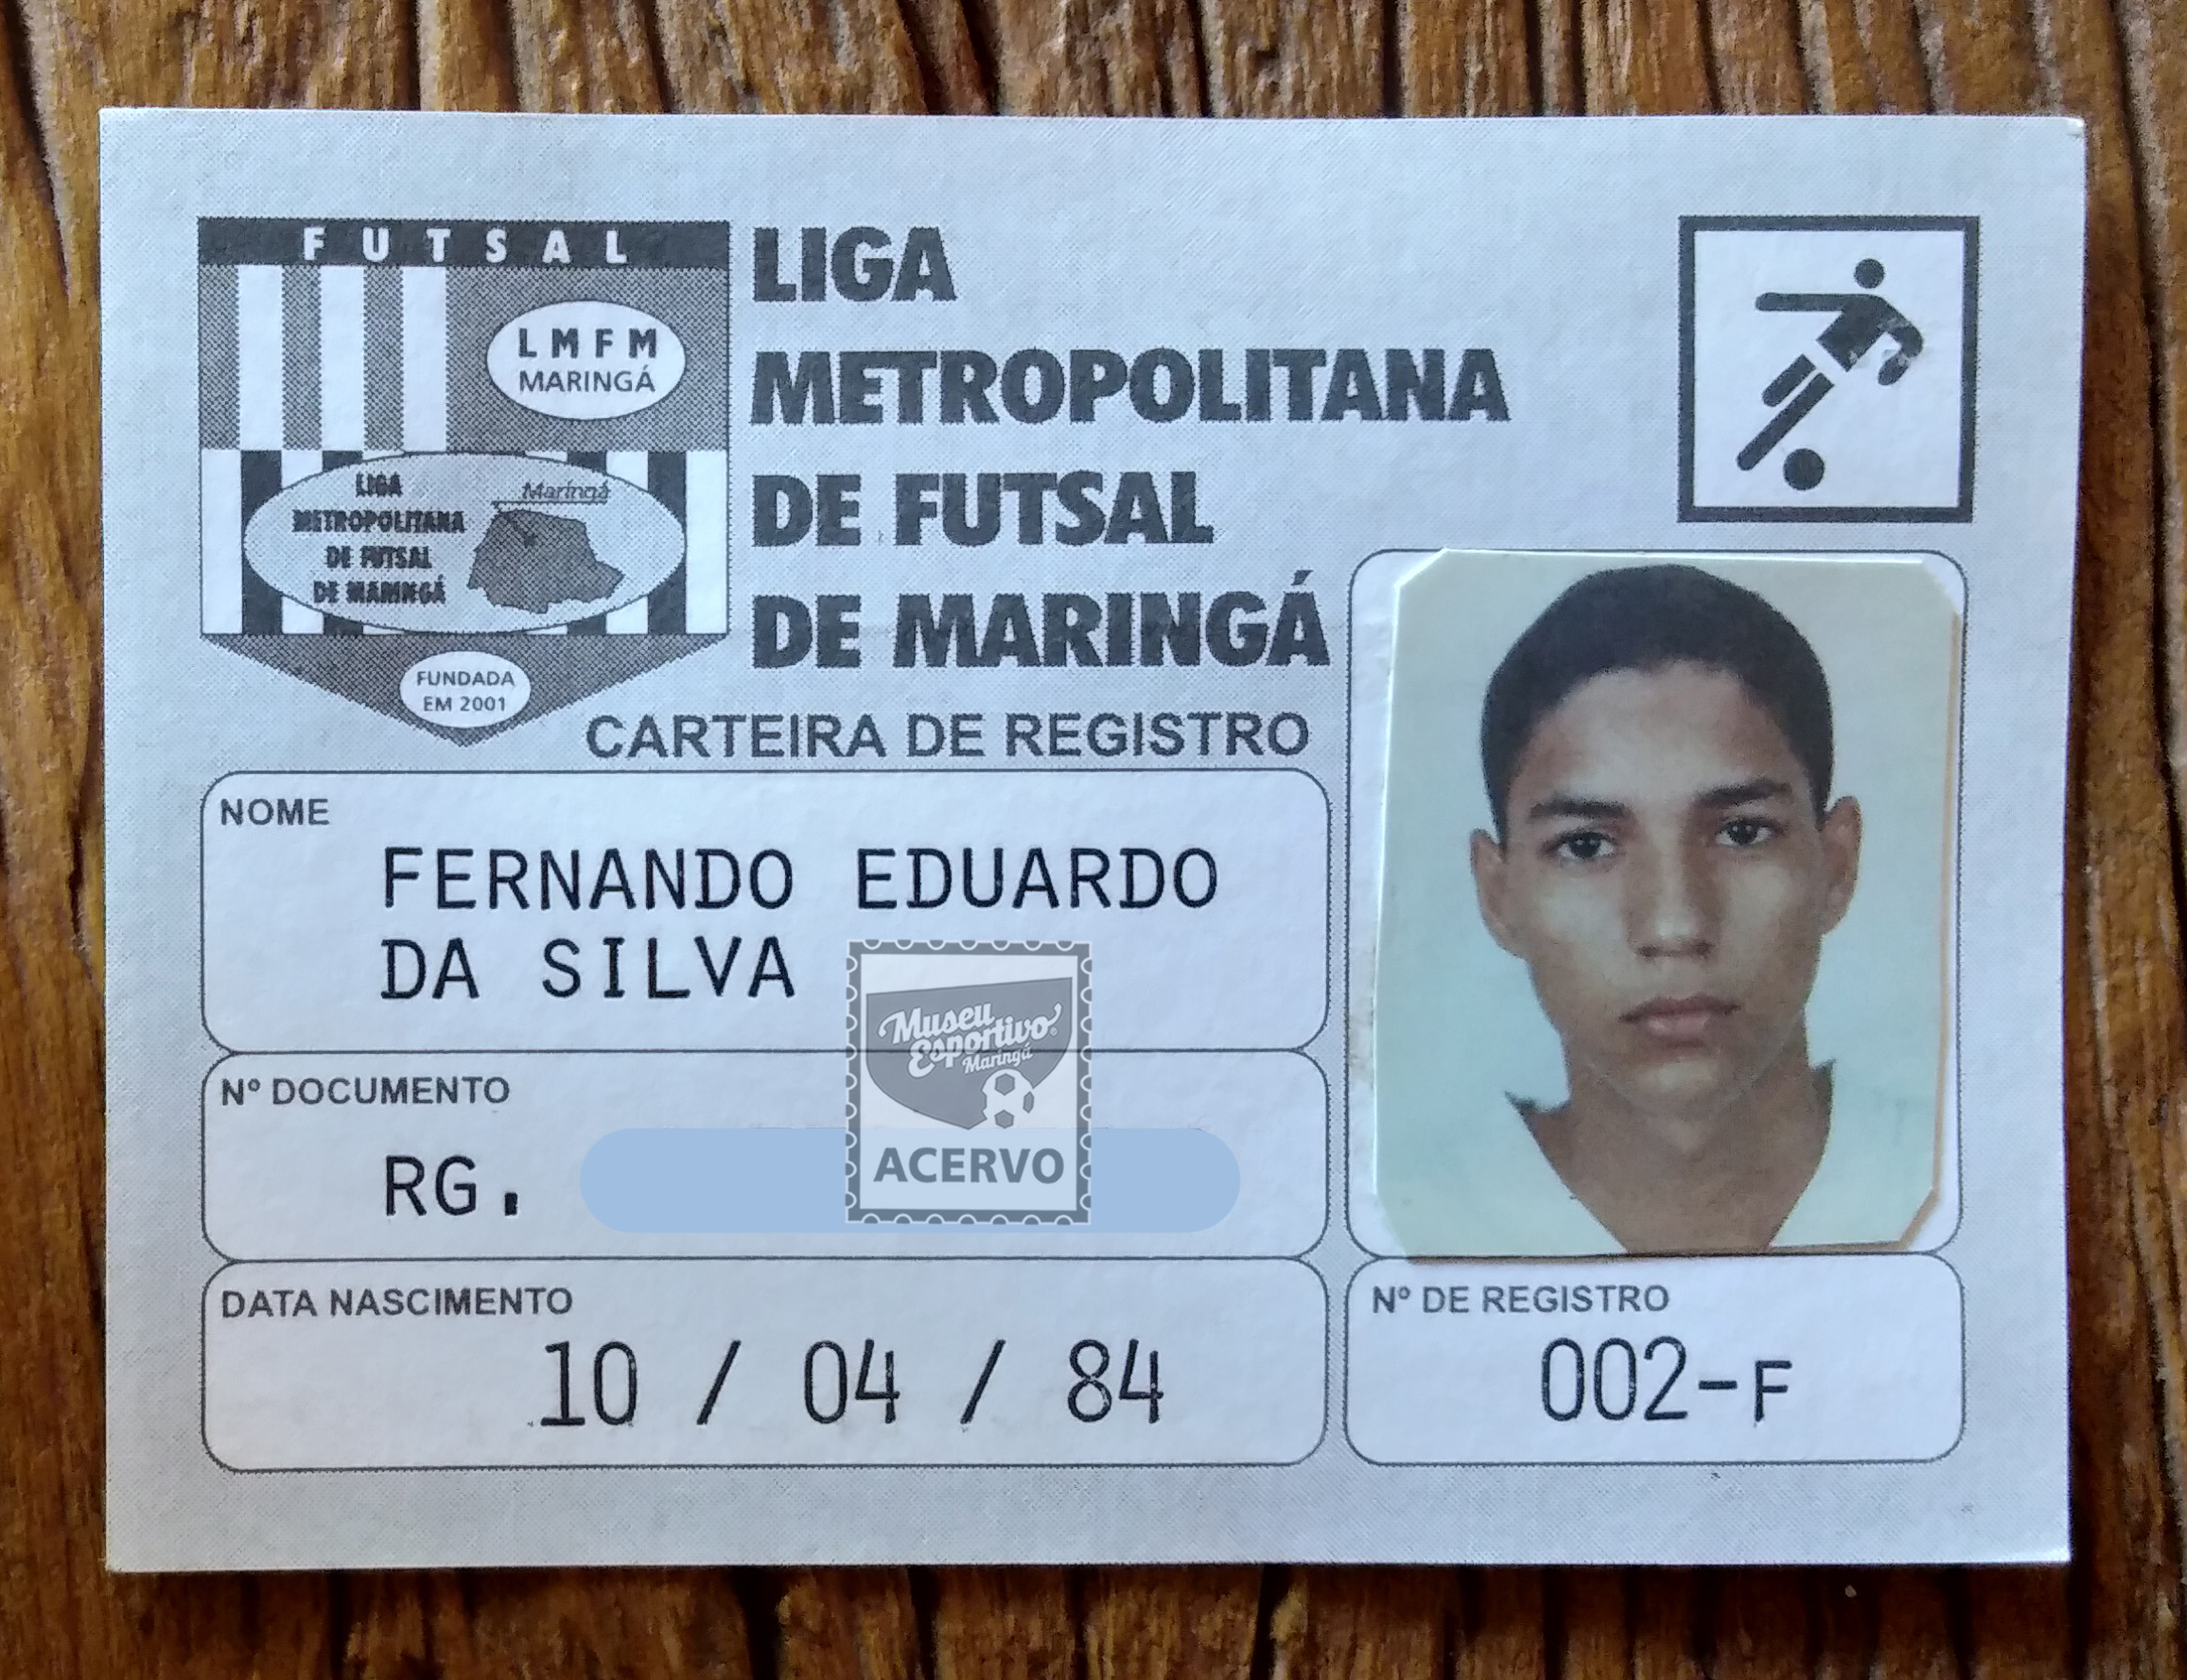 FUTSAL
LMFM
MARINGÁ
LIGA
METROPOLITANA
DE FUTSAL
DE MARINGÁ
Maringá
FUNDADA
EM 2001
LIGA
METROPOLITANA
DE FUTSAL
DE MARINGÁ
CARTEIRA DE REGISTRO
NOME
FERNANDO EDUARDO
DA SILVA
Nº DOCUMENTO
RG.
Museu
Esportivo
Maringá
ACERVO
DATA NASCIMENTO
10 / 04 / 84
Nº DE REGISTRO
002-F